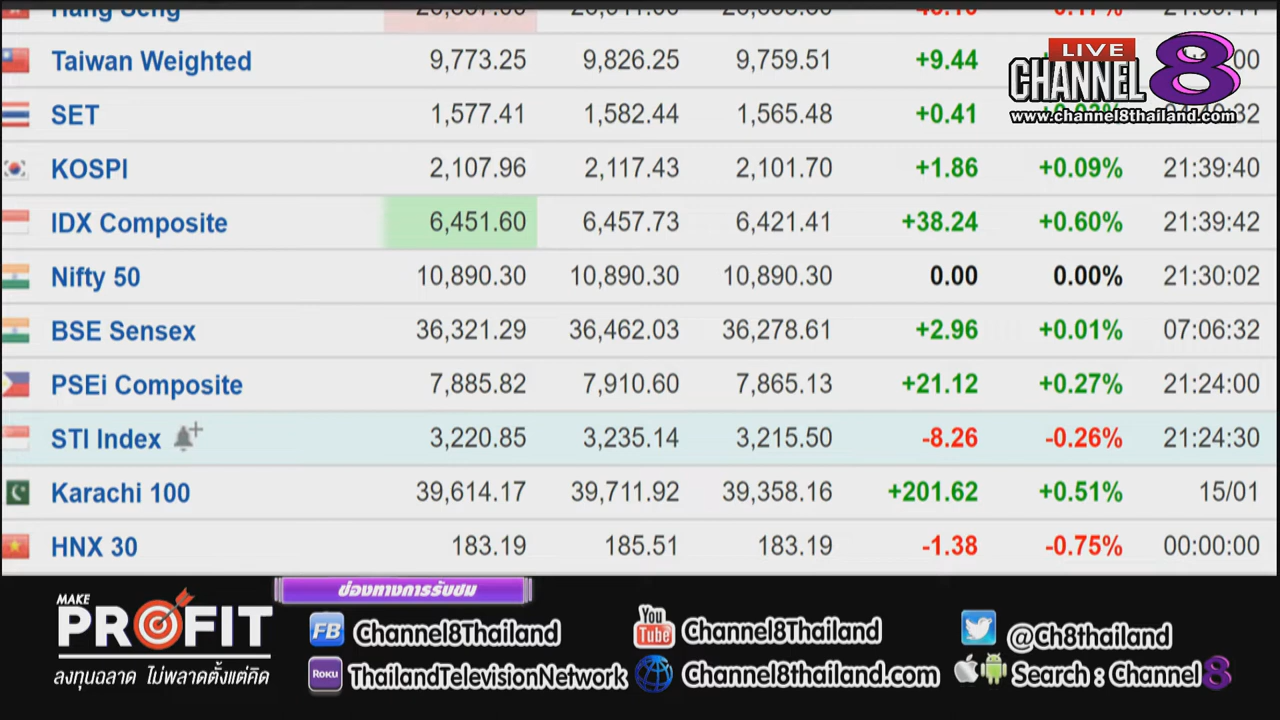 Hang Seng
Taiwan Weighted 9,773.25 9,826.25 9,759.51 +9.44
SET 1,577.41 1,582.44 1,565.48 +0.41
KOSPI 2,107.96 2,117.43 2,101.70 +1.86 +0.09% 21:39:40
IDX Composite 6,451.60 6,457.73 6,421.41 +38.24 +0.60% 21:39:42
Nifty 50 10,890.30 10,890.30 10,890.30 0.00 0.00% 21:30:02
BSE Sensex 36,321.29 36,462.03 36,278.61 +2.96 +0.01% 07:06:32
PSEi Composite 7,885.82 7,910.60 7,865.13 +21.12 +0.27% 21:24:00
STI Index 3,220.85 3,235.14 3,215.50 -8.26 -0.26% 21:24:30
Karachi 100 39,614.17 39,711.92 39,358.16 +201.62 +0.51% 15/01
HNX 30 183.19 185.51 183.19 -1.38 -0.75% 00:00:00
LIVE
CHANNEL 8
www.channel8thailand.com
MAKE
PROFIT
ลงทุนฉลาด ไม่พลาดตั้งแต่คิด
ช่องทางการรับชม
FB Channel8Thailand
You Tube Channel8Thailand
@Ch8thailand
Roku ThailandTelevisionNetwork
Channel8thailand.com
Search : Channel 8